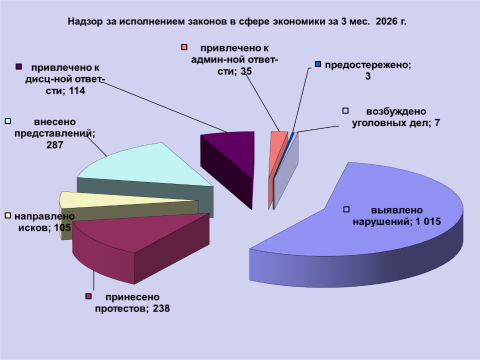 Надзор за исполнением законов в сфере экономики за 3 мес. 2026 г.
привлечено к
админ-ной ответ-
сти; 35
привлечено к
дисц-ной ответ-
сти; 114
предостережено;
3
возбуждено
уголовных дел; 7
внесено
представлений;
287
выявлено
нарушений; 1 015
направлено
исков; 105
принесено
протестов; 238